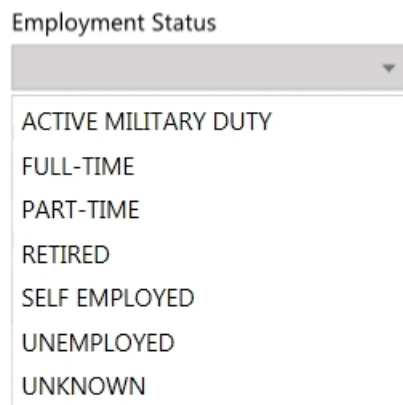 Employment Status
ACTIVE MILITARY DUTY
FULL-TIME
PART-TIME
RETIRED
SELF EMPLOYED
UNEMPLOYED
UNKNOWN